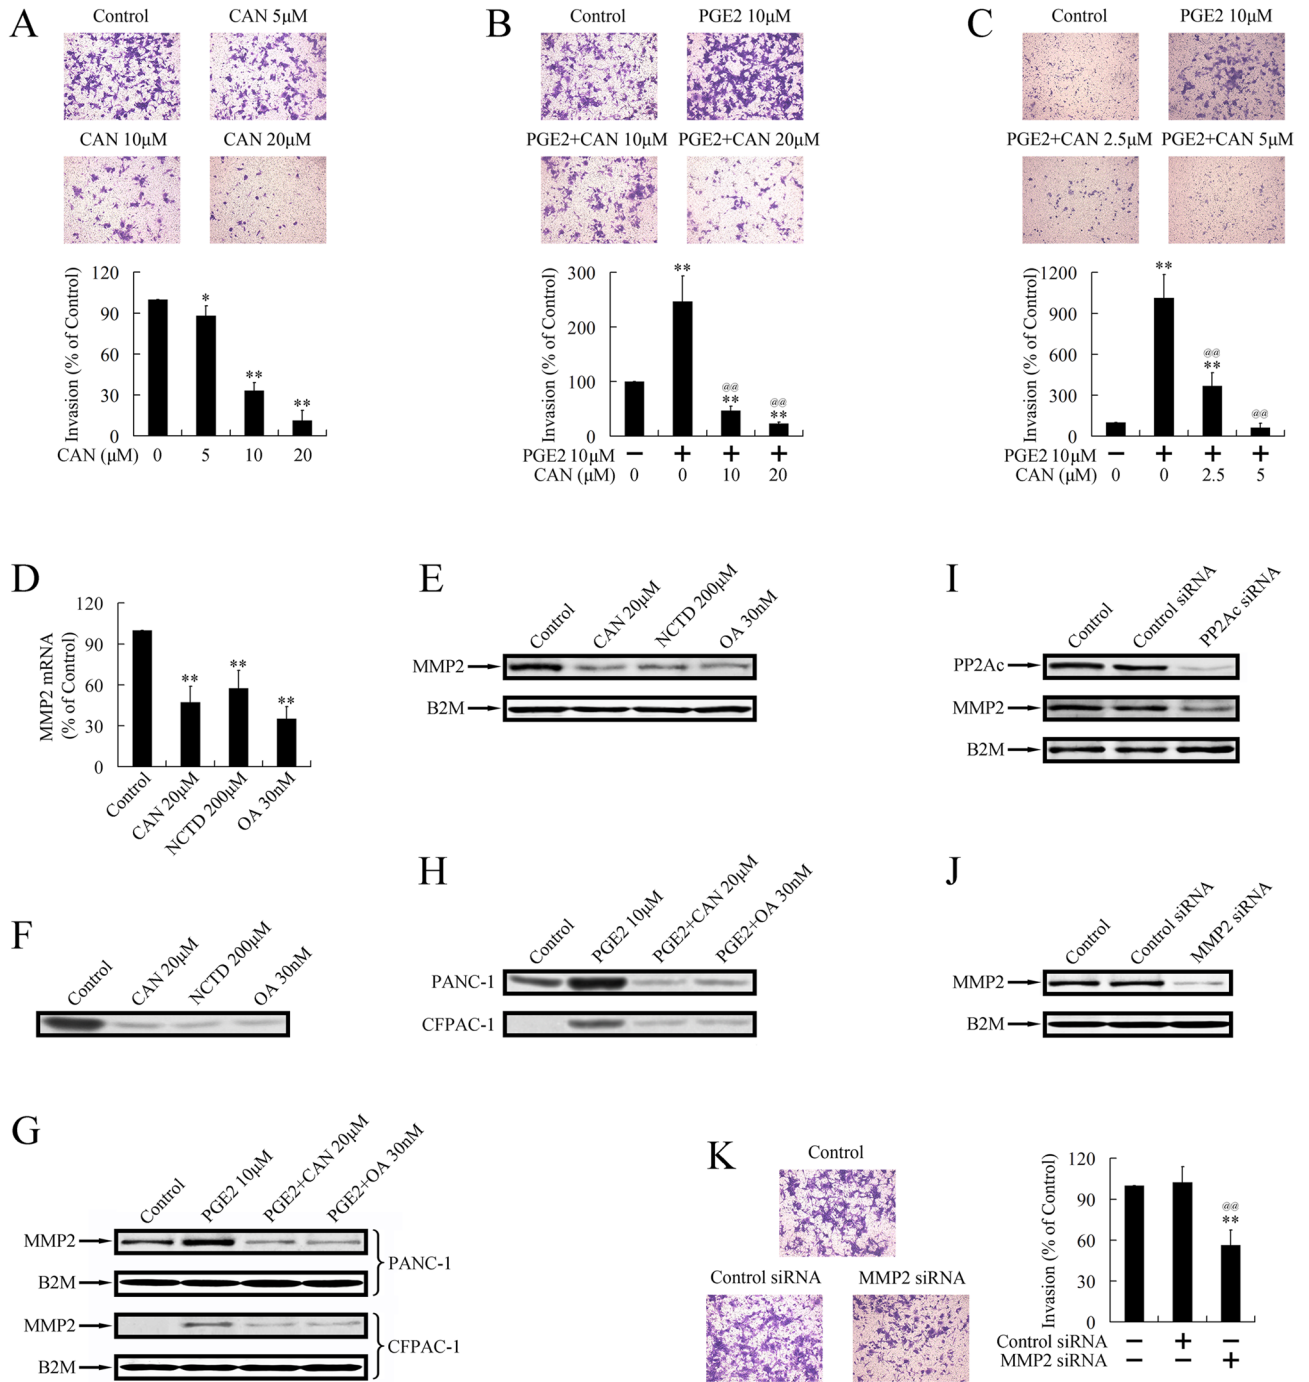 A
Control
CAN 5μM
CAN 10μM
CAN 20μM
Invasion (% of Control)
120
90
60
30
0
CAN (μM)
0 5 10 20
* ** **
B
Control
PGE2 10μM
PGE2+CAN 10μM
PGE2+CAN 20μM
Invasion (% of Control)
300
200
100
0
** @@ ** @@ **
PGE2 10μM − + + +
CAN (μM) 0 0 10 20
C
Control
PGE2 10μM
PGE2+CAN 2.5μM
PGE2+CAN 5μM
Invasion (% of Control)
1200
900
600
300
0
** @@ ** @@
PGE2 10μM − + + +
CAN (μM) 0 0 2.5 5
D
MMP2 mRNA
(% of Control)
120
90
60
30
0
** ** **
Control
CAN 20μM
NCTD 200μM
OA 30nM
E
Control
CAN 20μM
NCTD 200μM
OA 30nM
MMP2
B2M
I
Control
Control siRNA
PP2Ac siRNA
PP2Ac
MMP2
B2M
F
Control
CAN 20μM
NCTD 200μM
OA 30nM
H
Control
PGE2 10μM
PGE2+CAN 20μM
PGE2+OA 30nM
PANC-1
CFPAC-1
J
Control
Control siRNA
MMP2 siRNA
MMP2
B2M
G
Control
PGE2 10μM
PGE2+CAN 20μM
PGE2+OA 30nM
MMP2
B2M
PANC-1
MMP2
B2M
CFPAC-1
K
Control
Control siRNA
MMP2 siRNA
Invasion (% of Control)
120
90
60
30
0
@@ **
Control siRNA − + −
MMP2 siRNA − − +